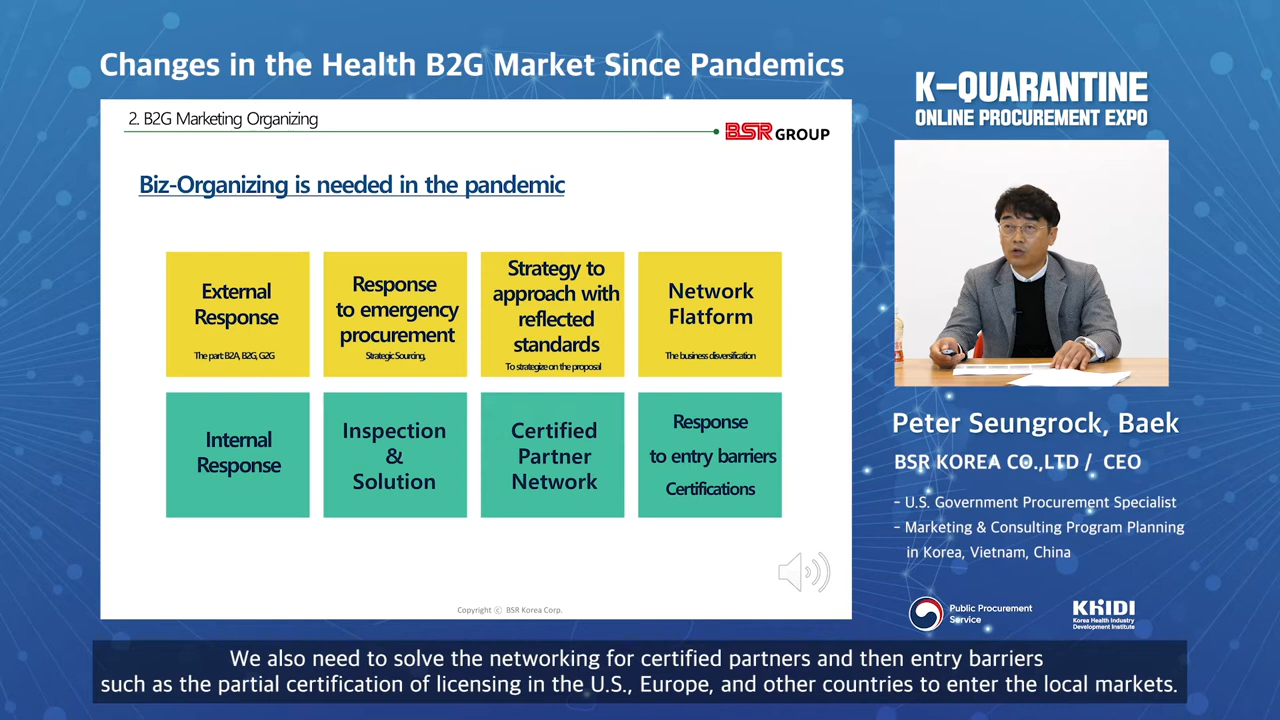 Changes in the Health B2G Market Since Pandemics
2. B2G Marketing Organizing
BSR GROUP
Biz-Organizing is needed in the pandemic
External
Response
The part B2A, B2G, G2G
Response
to emergency
procurement
Strategic Sourcing,
Strategy to
approach with
reflected
standards
To strategize on the proposal
Network
Flatform
The business disversification
Internal
Response
Inspection
&
Solution
Certified
Partner
Network
Response
to entry barriers
Certifications
Copyright ⓒ BSR Korea Corp.
K-QUARANTINE
ONLINE PROCUREMENT EXPO
Peter Seungrock, Baek
BSR KOREA CO.,LTD / CEO
- U.S. Government Procurement Specialist
- Marketing & Consulting Program Planning
in Korea, Vietnam, China
Public Procurement
Service
KHIDI
Korea Health Industry
Development Institute
We also need to solve the networking for certified partners and then entry barriers
such as the partial certification of licensing in the U.S., Europe, and other countries to enter the local markets.